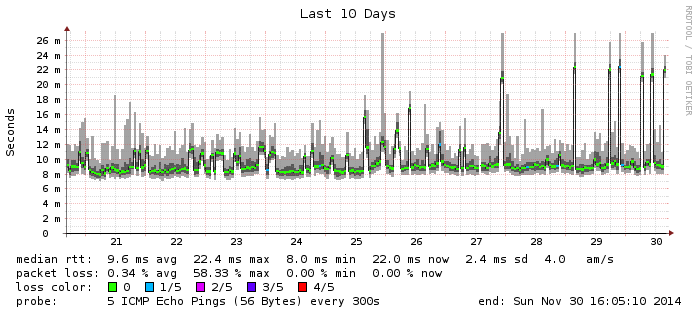 Last 10 Days
RRDTOOL / TOBI OETIKER
Seconds
26 m
24 m
22 m
20 m
18 m
16 m
14 m
12 m
10 m
8 m
6 m
4 m
2 m
0
21 22 23 24 25 26 27 28 29 30
median rtt: 9.6 ms avg 22.4 ms max 8.0 ms min 22.0 ms now 2.4 ms sd 4.0 am/s
packet loss: 0.34 % avg 58.33 % max 0.00 % min 0.00 % now
loss color: 0 1/5 2/5 3/5 4/5
probe: 5 ICMP Echo Pings (56 Bytes) every 300s end: Sun Nov 30 16:05:10 2014